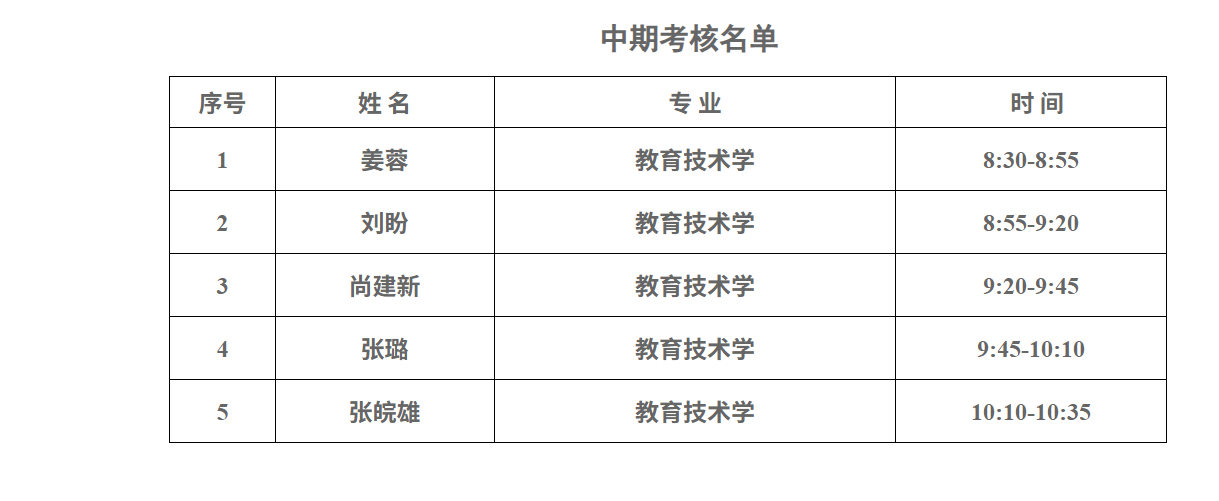 中期考核名单
序号 姓 名 专 业 时 间
1 姜蓉 教育技术学 8:30-8:55
2 刘盼 教育技术学 8:55-9:20
3 尚建新 教育技术学 9:20-9:45
4 张璐 教育技术学 9:45-10:10
5 张皖雄 教育技术学 10:10-10:35